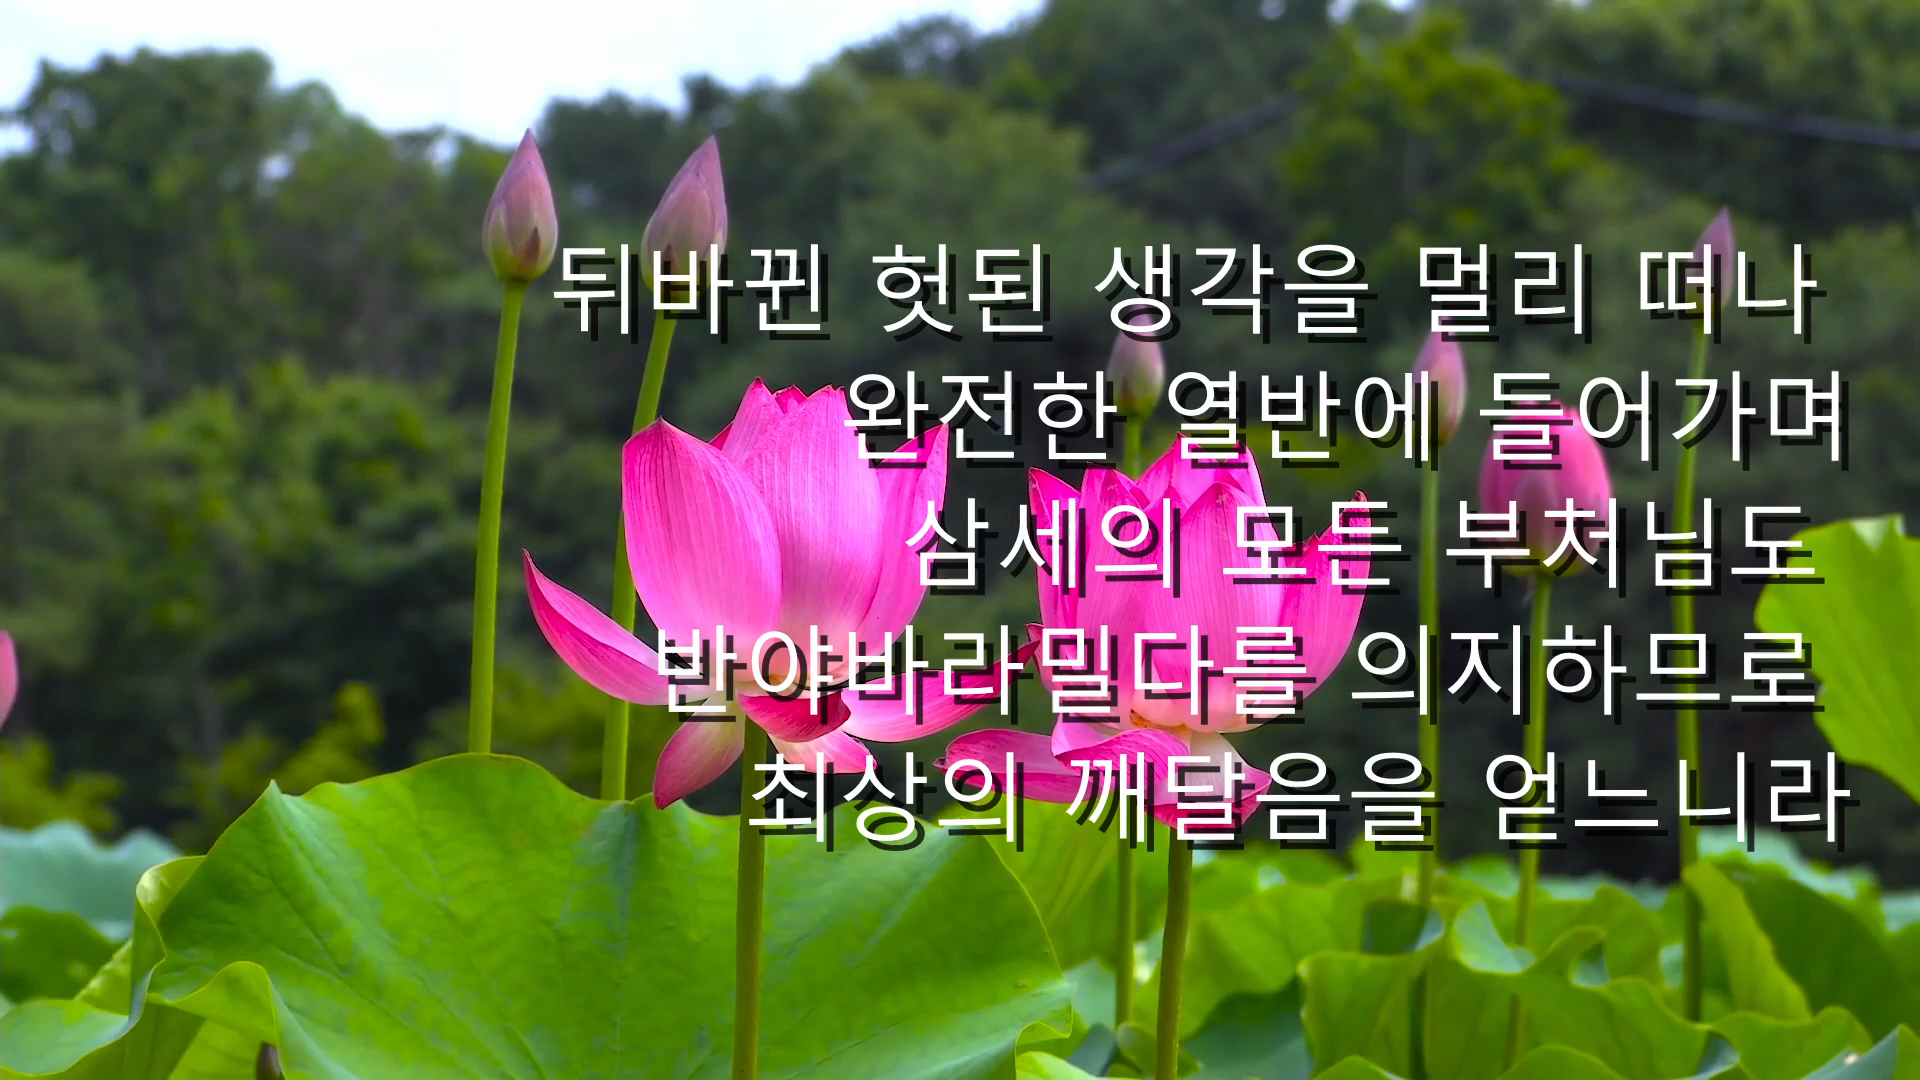 뒤바뀐 헛된 생각을 멀리 떠나
완전한 열반에 들어가며
삼세의 모든 부처님도
반야바라밀다를 의지하므로
최상의 깨달음을 얻느니라